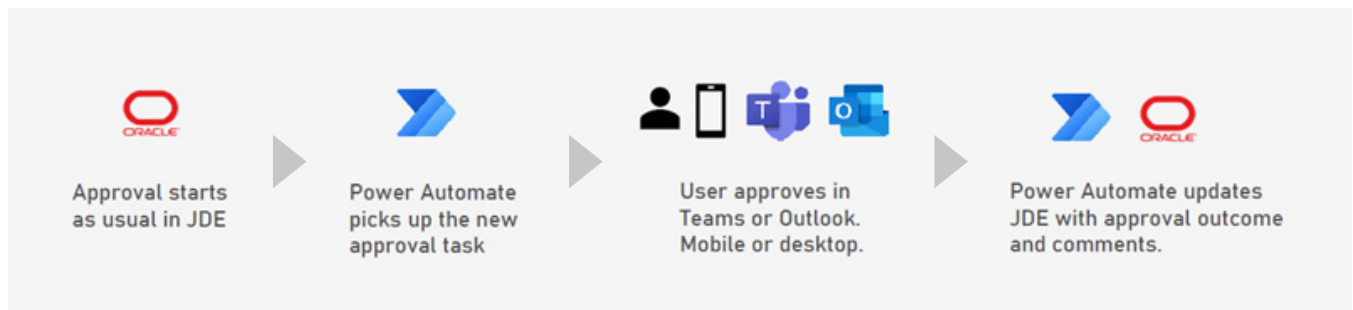 ORACLE
Approval starts
as usual in JDE
Power Automate
picks up the new
approval task
T
O
User approves in
Teams or Outlook.
Mobile or desktop.
ORACLE
Power Automate updates
JDE with approval outcome
and comments.